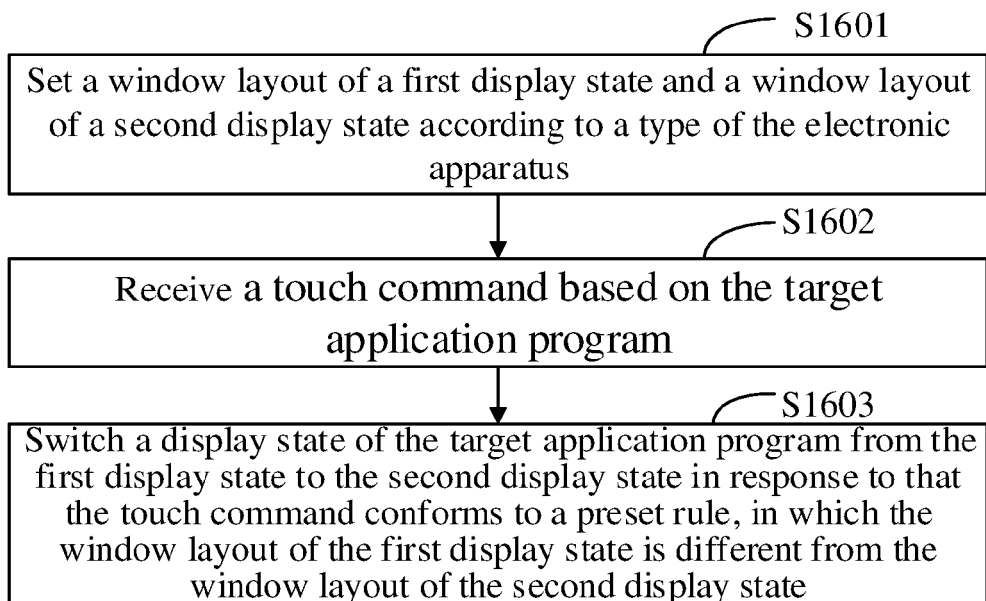 S1601
Set a window layout of a first display state and a window layout
of a second display state according to a type of the electronic
apparatus
S1602
Receive a touch command based on the target
application program
S1603
Switch a display state of the target application program from the
first display state to the second display state in response to that
the touch command conforms to a preset rule, in which the
window layout of the first display state is different from the
window layout of the second display state